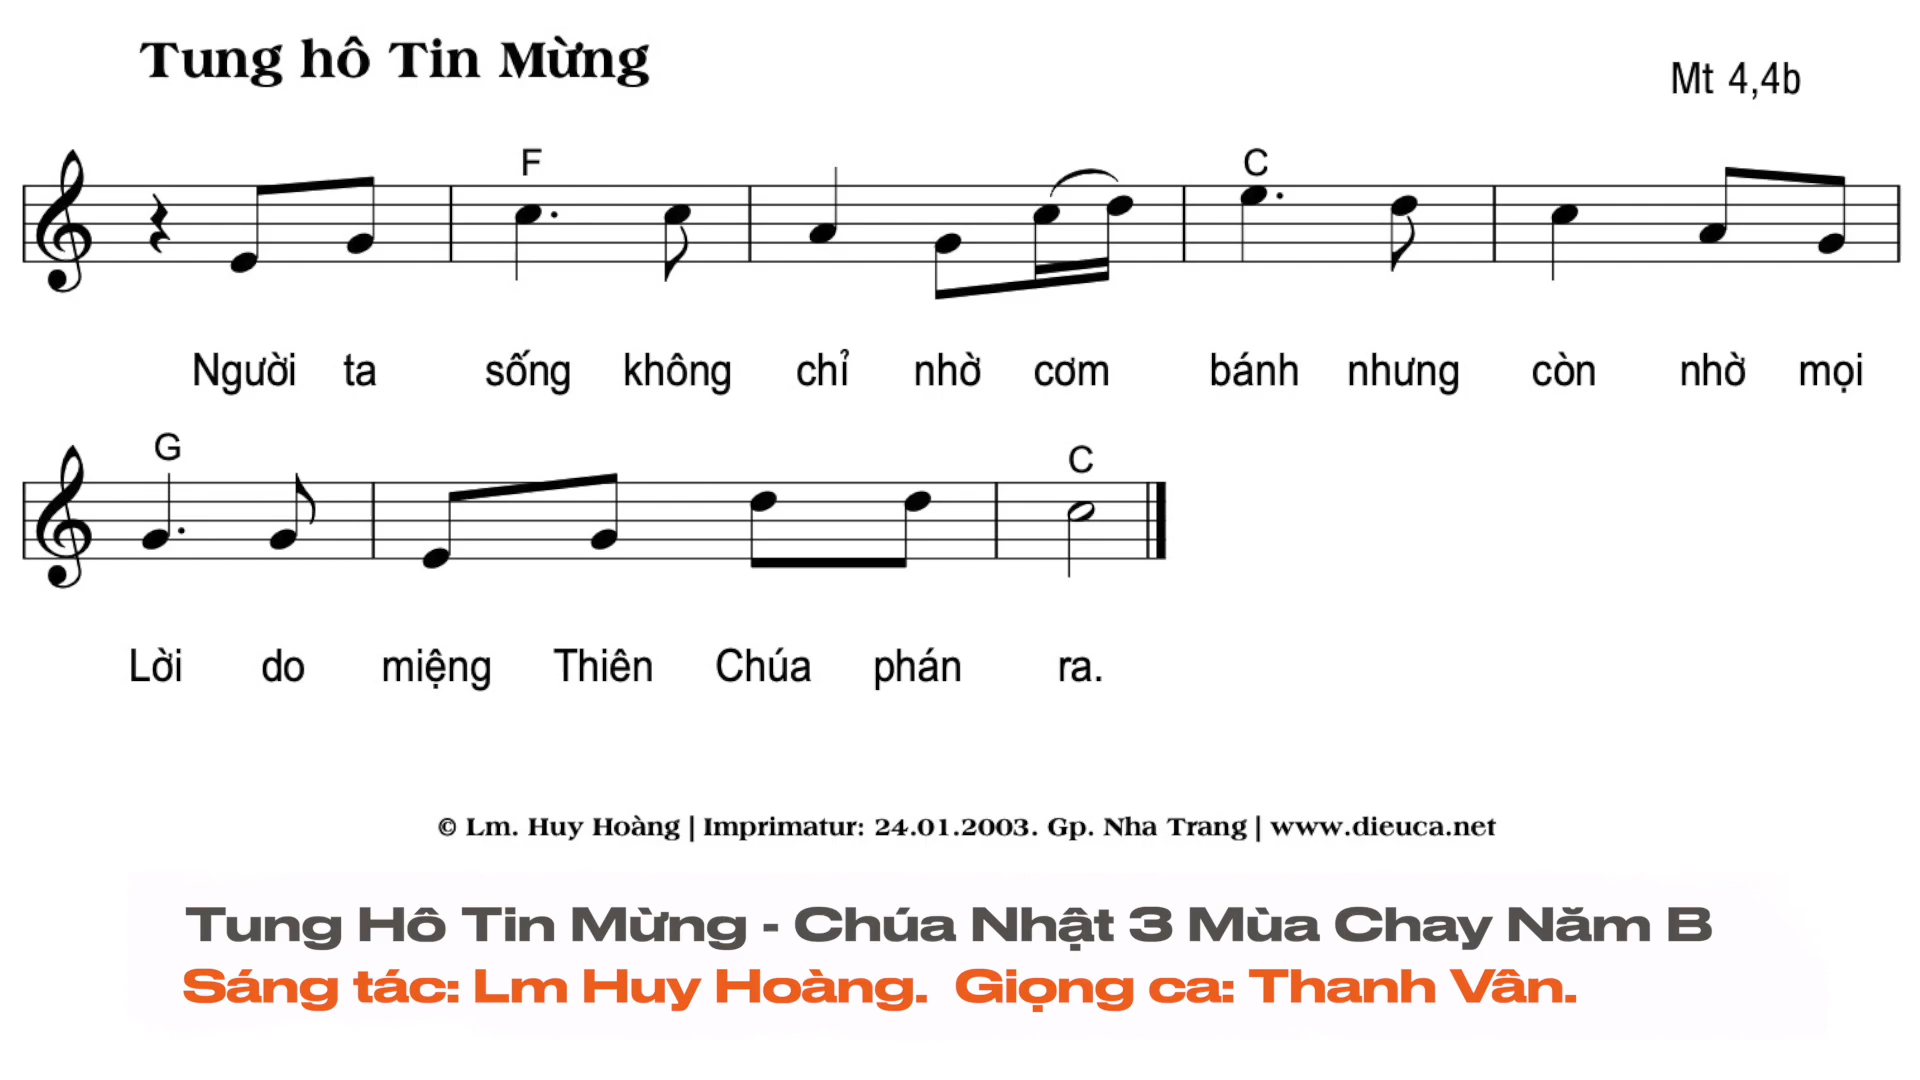 Tung hô Tin Mừng
Mt 4,4b
F C
Người ta sống không chỉ nhờ cơm bánh nhưng còn nhờ mọi
G C
Lời do miệng Thiên Chúa phán ra.
© Lm. Huy Hoàng | Imprimatur: 24.01.2003. Gp. Nha Trang | www.dieuca.net
Tung Hô Tin Mừng - Chúa Nhật 3 Mùa Chay Năm B
Sáng tác: Lm Huy Hoàng. Giọng ca: Thanh Vân.